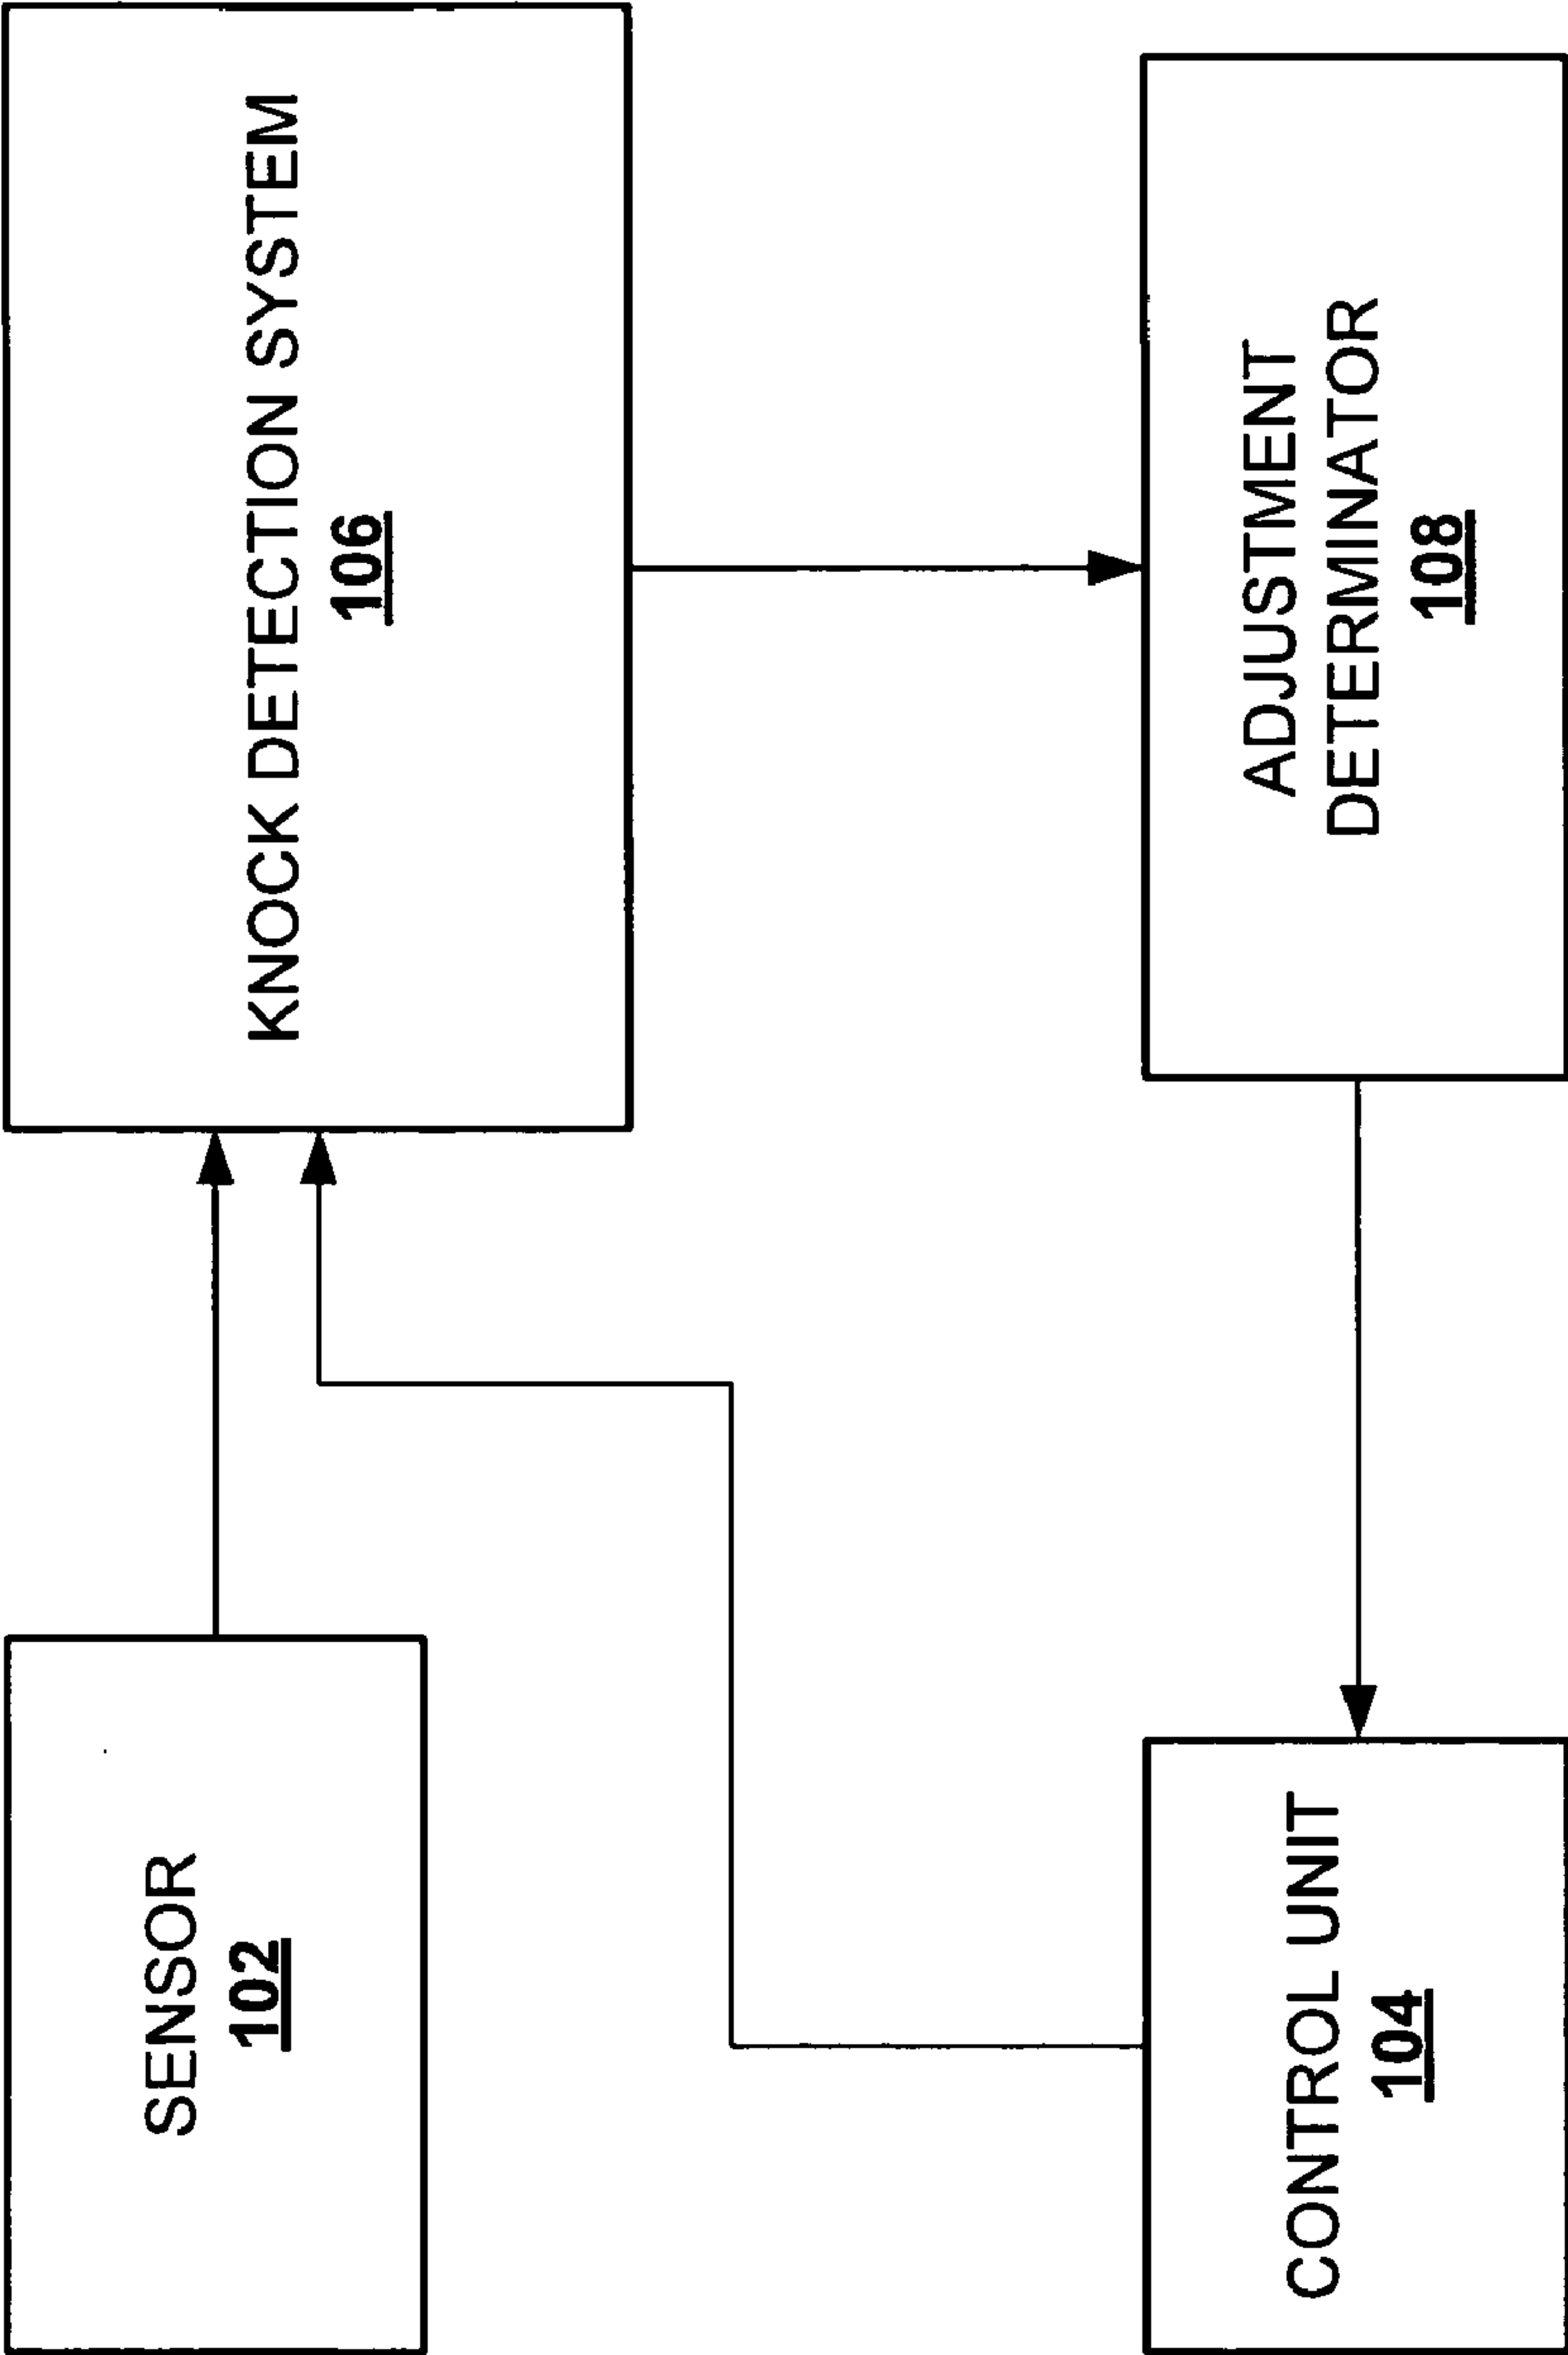 SENSOR
102
KNOCK DETECTION SYSTEM
106
CONTROL UNIT
104
ADJUSTMENT
DETERMINATOR
108